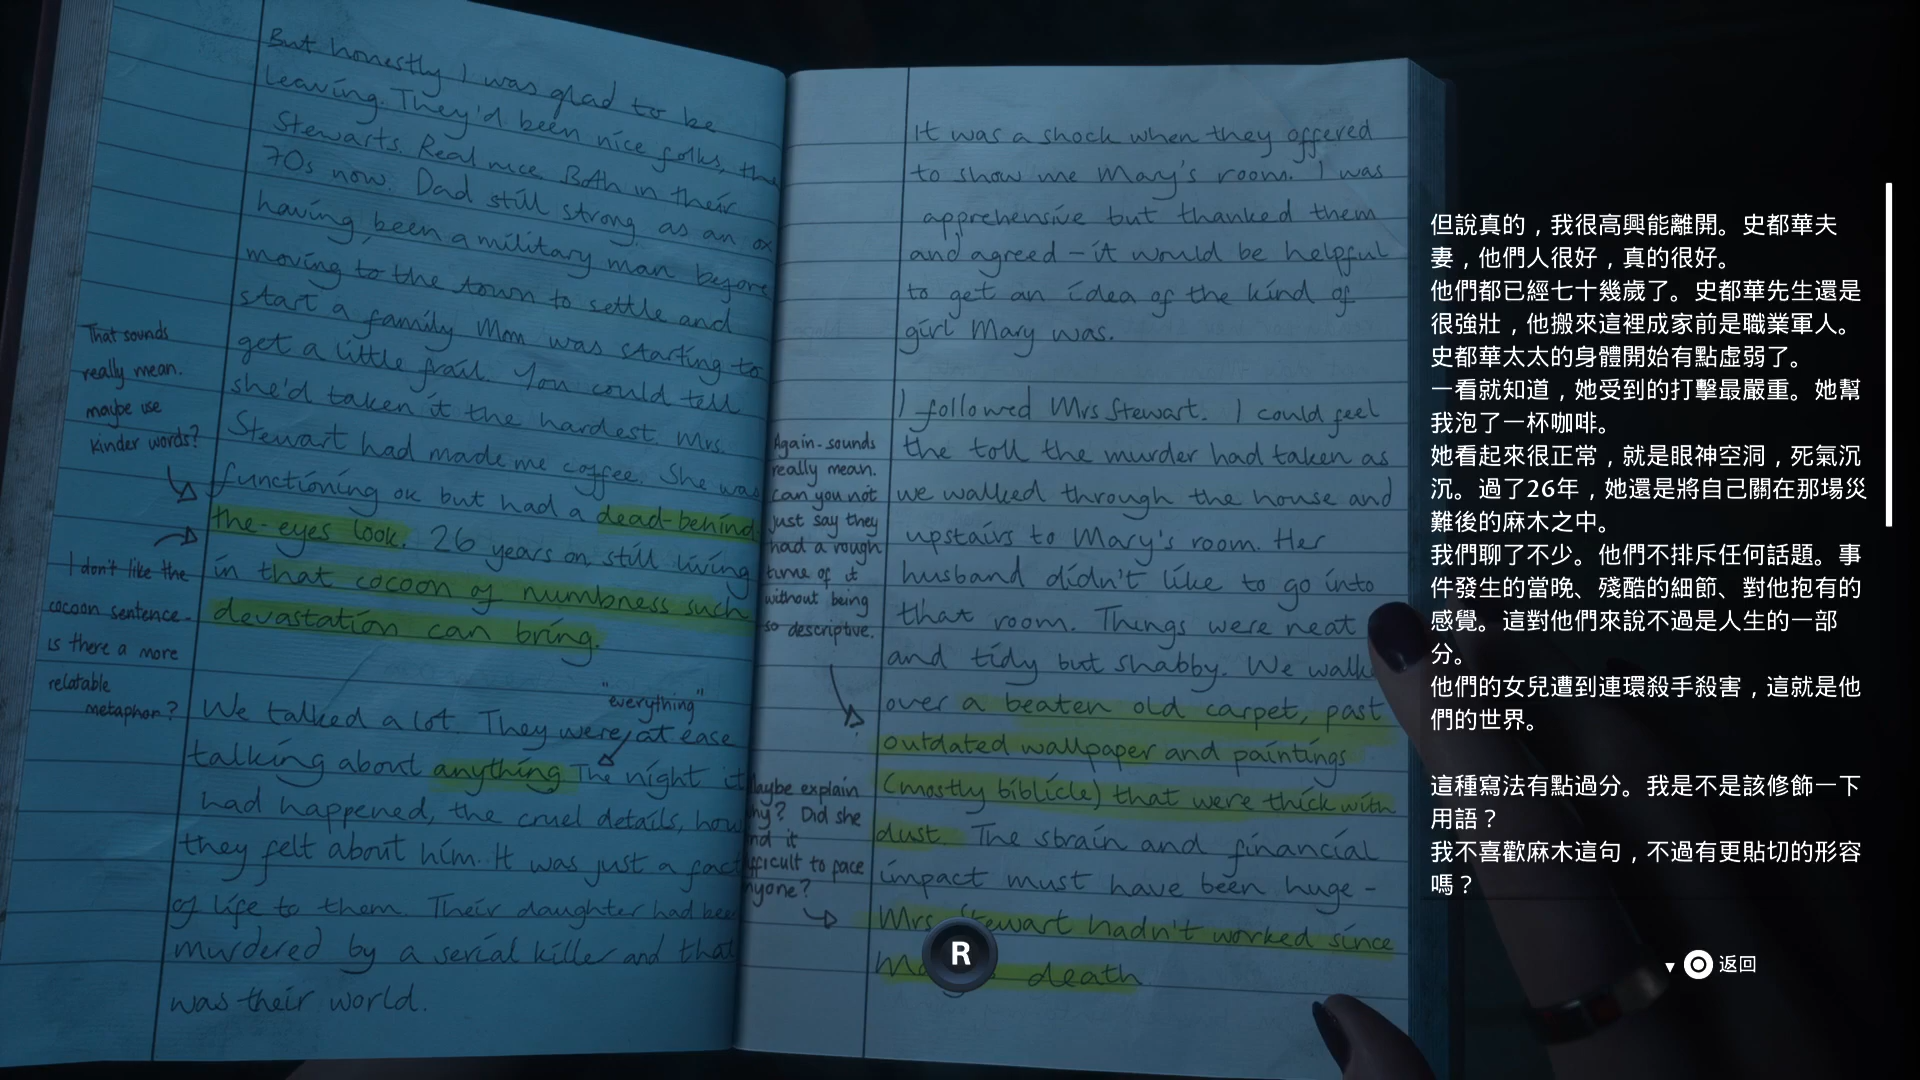 But honestly I was glad to be
leaving. They'd been nice folks, the
Stewarts. Real nice. Both in their
70s now. Dad still strong as an ox
having been a military man before
moving to the town to settle and
start a family Mom was starting to
get a little frail. You could tell
she'd taken it the hardest. Mrs.
Stewart had made me coffee. She was
functioning ok but had a dead-behind-
the-eyes look. 26 years on, still living
in that cocoon of numbness such
devastation can bring.
"everything"
We talked a lot. They were at ease
talking about anything The night it
had happened, the cruel details, how
they felt about him. It was just a fact
of life to them. Their daughter had been
murdered by a serial killer and that
was their world.
That sounds
really mean.
maybe use
kinder words?
I don't like the
cocoon sentence-
is there a more
relatable
metaphor?
It was a shock when they offered
to show me Mary's room. I was
apprehensive but thanked them
and agreed - it would be helpful
to get an idea of the kind of
girl Mary was.
I followed Mrs Stewart. I could feel
the toll the murder had taken as
we walked through the house and
upstairs to Mary's room. Her
husband didn't like to go into
that room. Things were neat
and tidy but shabby. We walk
over a beaten old carpet, past
outdated wallpaper and paintings
(mostly biblicle) that were thick with
dust. The strain and financial
impact must have been huge -
Mrs Stewart hadn't worked since
death
Again-sounds
really mean.
can you not
just say they
had a rough
time of it
without being
so descriptive.
Maybe explain
why? Did she
find it
difficult to face
anyone?
R
但說真的，我很高興能離開。史都華夫
妻，他們人很好，真的很好。
他們都已經七十幾歲了。史都華先生還是
很強壯，他搬來這裡成家前是職業軍人。
史都華太太的身體開始有點虛弱了。
一看就知道，她受到的打擊最嚴重。她幫
我泡了一杯咖啡。
她看起來很正常，就是眼神空洞，死氣沉
沉。過了26年，她還是將自己關在那場災
難後的麻木之中。
我們聊了不少。他們不排斥任何話題。事
件發生的當晚、殘酷的細節、對他抱有的
感覺。這對他們來說不過是人生的一部
分。
他們的女兒遭到連環殺手殺害，這就是他
們的世界。
這種寫法有點過分。我是不是該修飾一下
用語？
我不喜歡麻木這句，不過有更貼切的形容
嗎？
返回